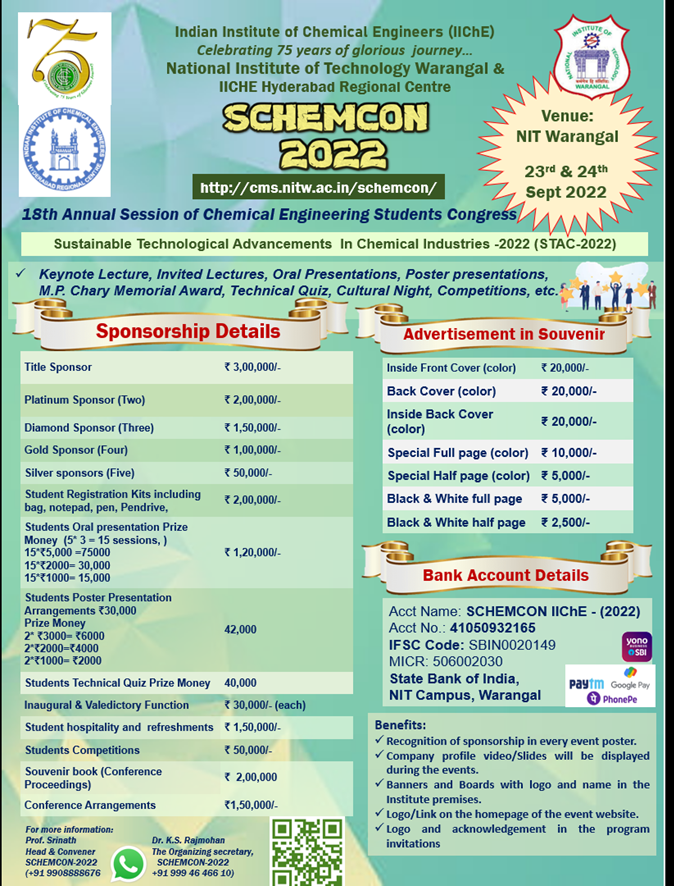 Indian Institute of Chemical Engineers (IIChE)
Celebrating 75 years of glorious journey...
National Institute of Technology Warangal &
IICHE Hyderabad Regional Centre
SCHEMCON
2022
http://cms.nitw.ac.in/schemcon/
75
INDIAN INSTITUTE OF CHEMICAL ENGINEERS
HYDERABAD REGIONAL CENTRE
NATIONAL INSTITUTE OF TECHNOLOGY
WARANGAL
Venue:
NIT Warangal
23rd & 24th
Sept 2022
18th Annual Session of Chemical Engineering Students Congress
Sustainable Technological Advancements In Chemical Industries -2022 (STAC-2022)
✓ Keynote Lecture, Invited Lectures, Oral Presentations, Poster presentations,
M.P. Chary Memorial Award, Technical Quiz, Cultural Night, Competitions, etc.
Sponsorship Details
Title Sponsor ₹ 3,00,000/-
Platinum Sponsor (Two) ₹ 2,00,000/-
Diamond Sponsor (Three) ₹ 1,50,000/-
Gold Sponsor (Four) ₹ 1,00,000/-
Silver sponsors (Five) ₹ 50,000/-
Student Registration Kits including
bag, notepad, pen, Pendrive, ₹ 2,00,000/-
Students Oral presentation Prize
Money (5* 3 = 15 sessions, )
15*₹5,000 =75000 ₹ 1,20,000/-
15*₹2000= 30,000
15*₹1000= 15,000
Students Poster Presentation
Arrangements ₹30,000
Prize Money 42,000
2* ₹3000= ₹6000
2*₹2000=₹4000
2*₹1000= ₹2000
Students Technical Quiz Prize Money 40,000
Inaugural & Valedictory Function ₹ 30,000/- (each)
Student hospitality and refreshments ₹ 1,50,000/-
Students Competitions ₹ 50,000/-
Souvenir book (Conference
Proceedings) ₹ 2,00,000
Conference Arrangements ₹1,50,000/-
For more information:
Prof. Srinath
Head & Convener
SCHEMCON-2022
(+91 9908888676
Dr. K.S. Rajmohan
The Organizing secretary,
SCHEMCON-2022
+91 999 46 466 10)
Advertisement in Souvenir
Inside Front Cover (color) ₹ 20,000/-
Back Cover (color) ₹ 20,000/-
Inside Back Cover
(color) ₹ 20,000/-
Special Full page (color) ₹ 10,000/-
Special Half page (color) ₹ 5,000/-
Black & White full page ₹ 5,000/-
Black & White half page ₹ 2,500/-
Bank Account Details
Acct Name: SCHEMCON IIChE - (2022)
Acct No.: 41050932165
IFSC Code: SBIN0020149
MICR: 506002030
State Bank of India,
NIT Campus, Warangal
yono
BUSINESS
SBI
paytm
Google Pay
PhonePe
Benefits:
✓ Recognition of sponsorship in every event poster.
✓ Company profile video/Slides will be displayed
during the events.
✓ Banners and Boards with logo and name in the
Institute premises.
✓ Logo/Link on the homepage of the event website.
✓ Logo and acknowledgement in the program
invitations